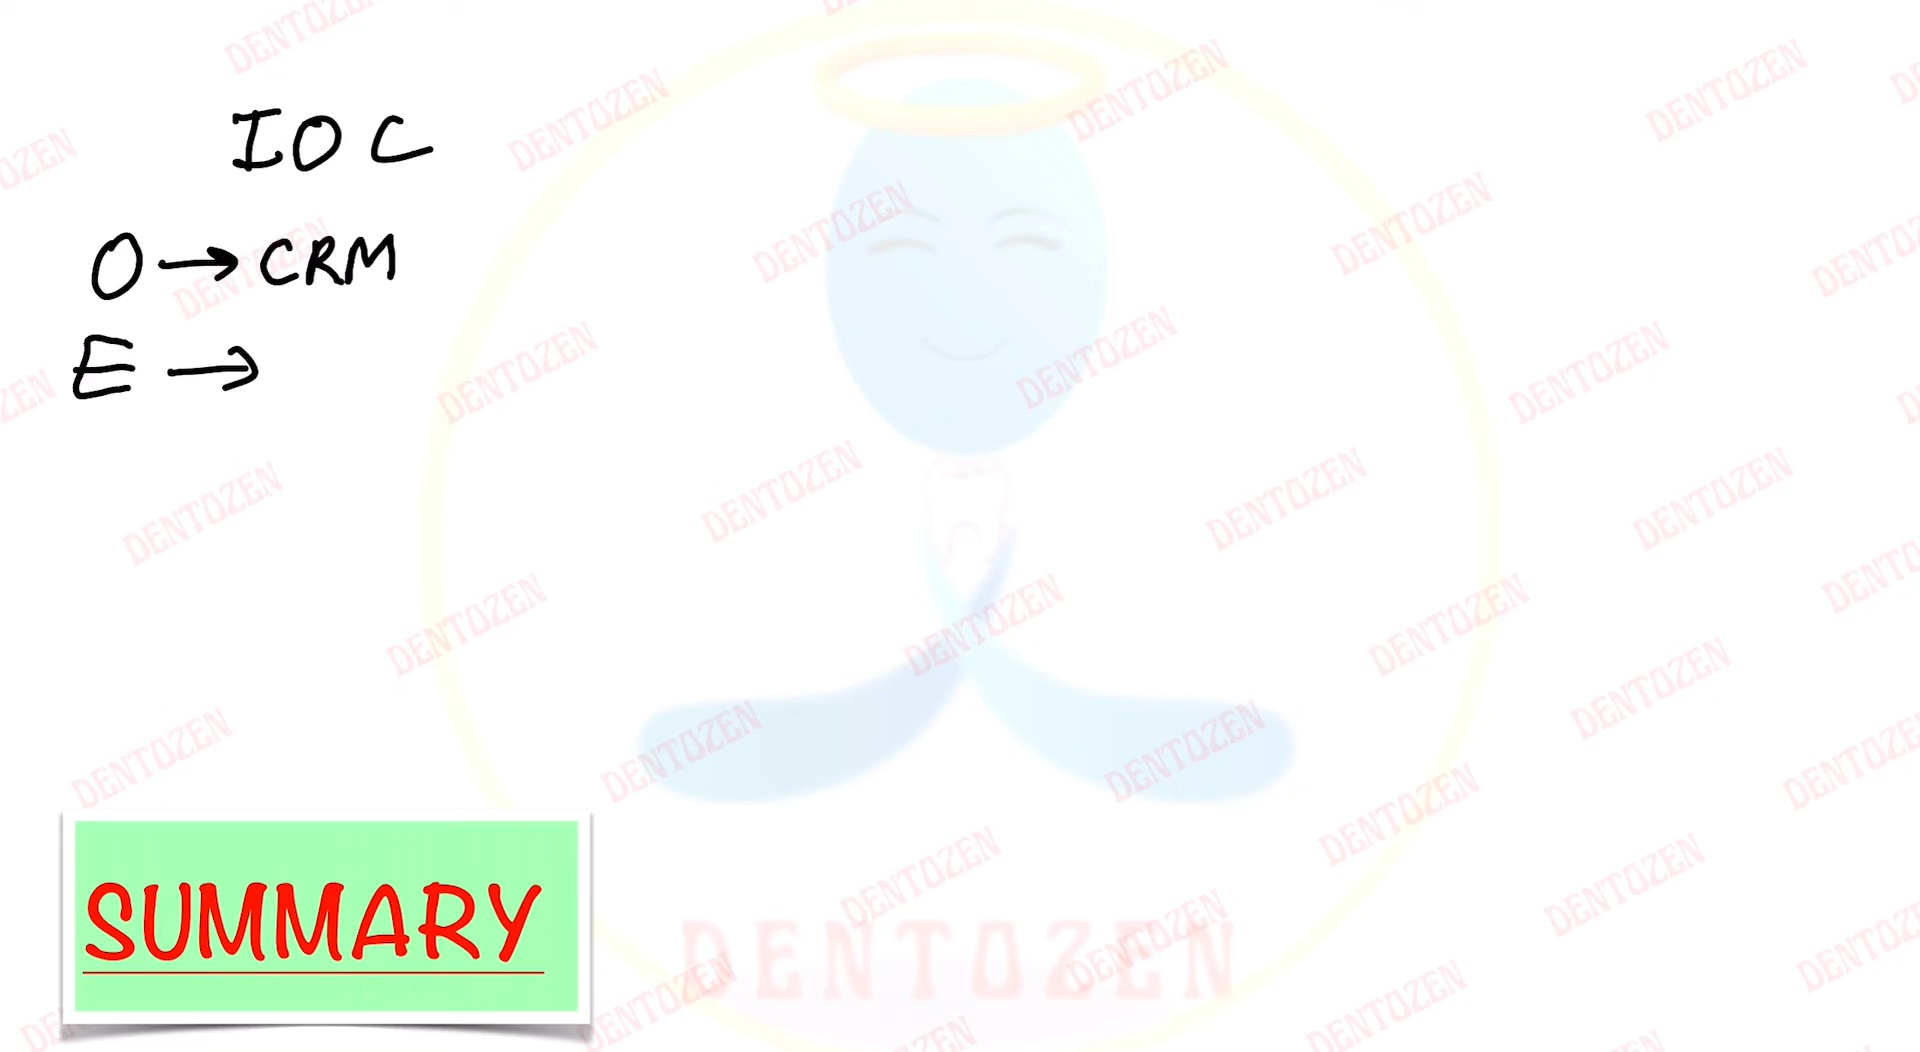 IOC
O → CRM
E →
SUMMARY
DENTOZEN